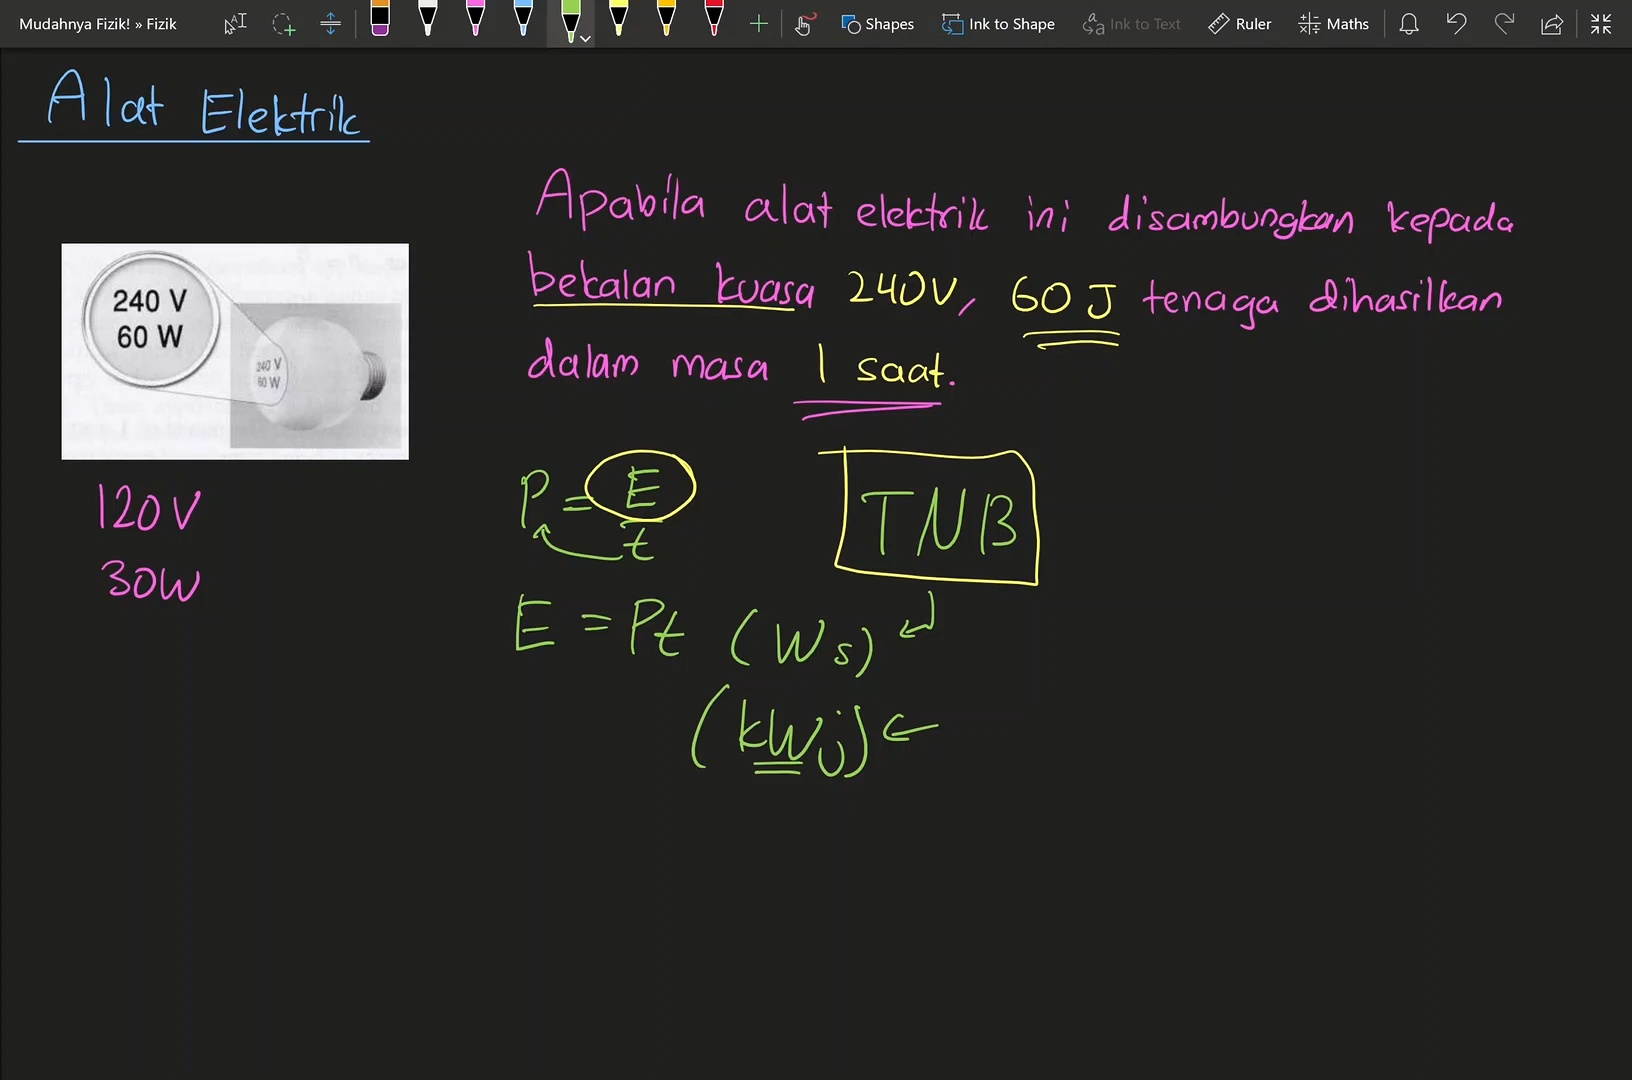 Mudahnya Fizik! » Fizik
Shapes
Ink to Shape
Ink to Text
Ruler
Maths
Alat Elektrik
Apabila alat elektrik ini disambungkan kepada
bekalan kuasa 240V, 60 J tenaga dihasilkan
dalam masa 1 saat.
240 V
60 W
240 V
60 W
120V
30W
P = E/t
TNB
E = Pt (Ws)
(kWj)